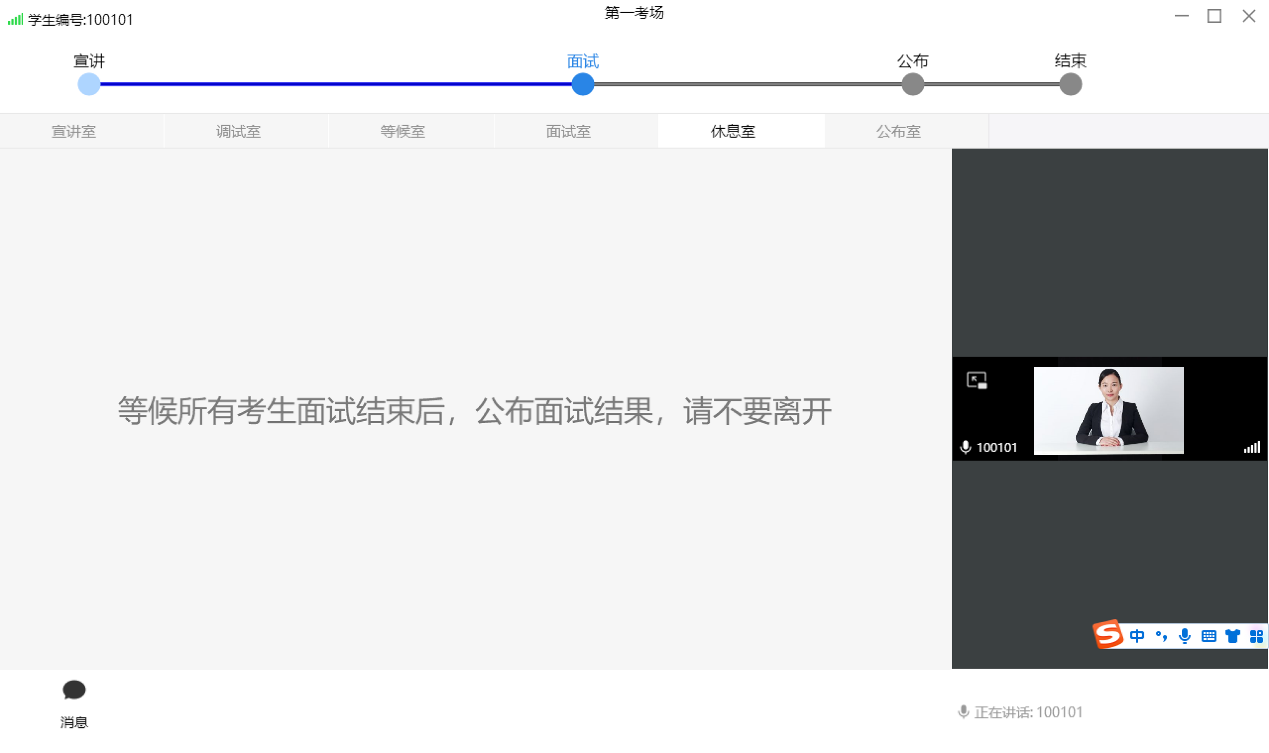 学生编号:100101
第一考场
宣讲 面试 公布 结束
宣讲室 调试室 等候室 面试室 休息室 公布室
等候所有考生面试结束后，公布面试结果，请不要离开
100101
S 中
消息
正在讲话: 100101